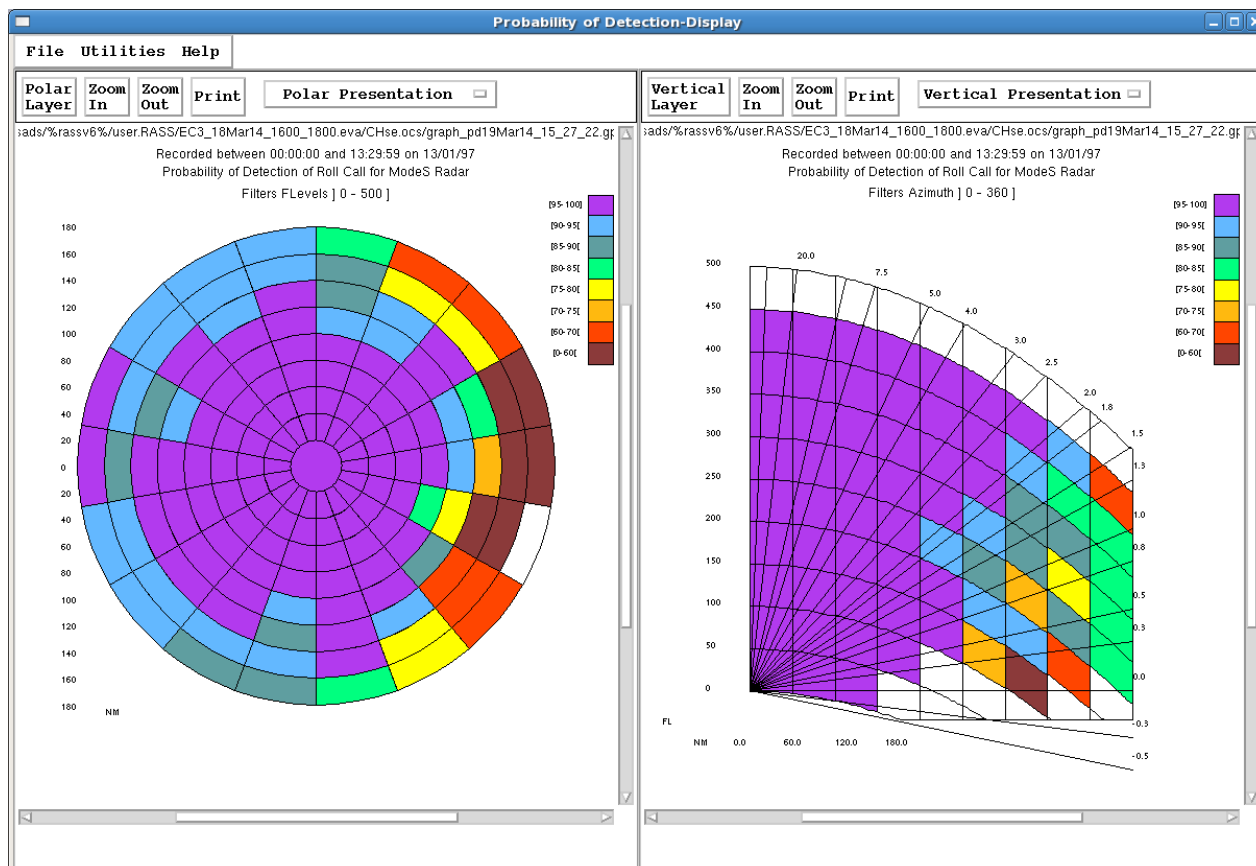 Probability of Detection-Display
File Utilities Help
Polar Layer
Zoom In
Zoom Out
Print
Polar Presentation
sads/%rassv6%/user.RASS/EC3_18Mar14_1600_1800.eva/CHse.ocs/graph_pd19Mar14_15_27_22.gp
Recorded between 00:00:00 and 13:29:59 on 13/01/97
Probability of Detection of Roll Call for ModeS Radar
Filters FLevels ] 0 - 500 ]
[95-100]
[90-95[
[85-90[
[80-85[
[75-80[
[70-75[
[60-70[
[0-60[
180
160
140
120
100
80
60
40
20
0
20
40
60
80
100
120
140
160
180
NM
Vertical Layer
Zoom In
Zoom Out
Print
Vertical Presentation
sads/%rassv6%/user.RASS/EC3_18Mar14_1600_1800.eva/CHse.ocs/graph_pd19Mar14_15_27_22.gp
Recorded between 00:00:00 and 13:29:59 on 13/01/97
Probability of Detection of Roll Call for ModeS Radar
Filters Azimuth ] 0 - 360 ]
[95-100]
[90-95[
[85-90[
[80-85[
[75-80[
[70-75[
[60-70[
[0-60[
500
450
400
350
300
250
200
150
100
50
0
20.0
7.5
5.0
4.0
3.0
2.5
2.0
1.8
1.5
1.3
1.0
0.8
0.5
0.3
0.0
-0.3
-0.5
FL
NM 0.0 60.0 120.0 180.0